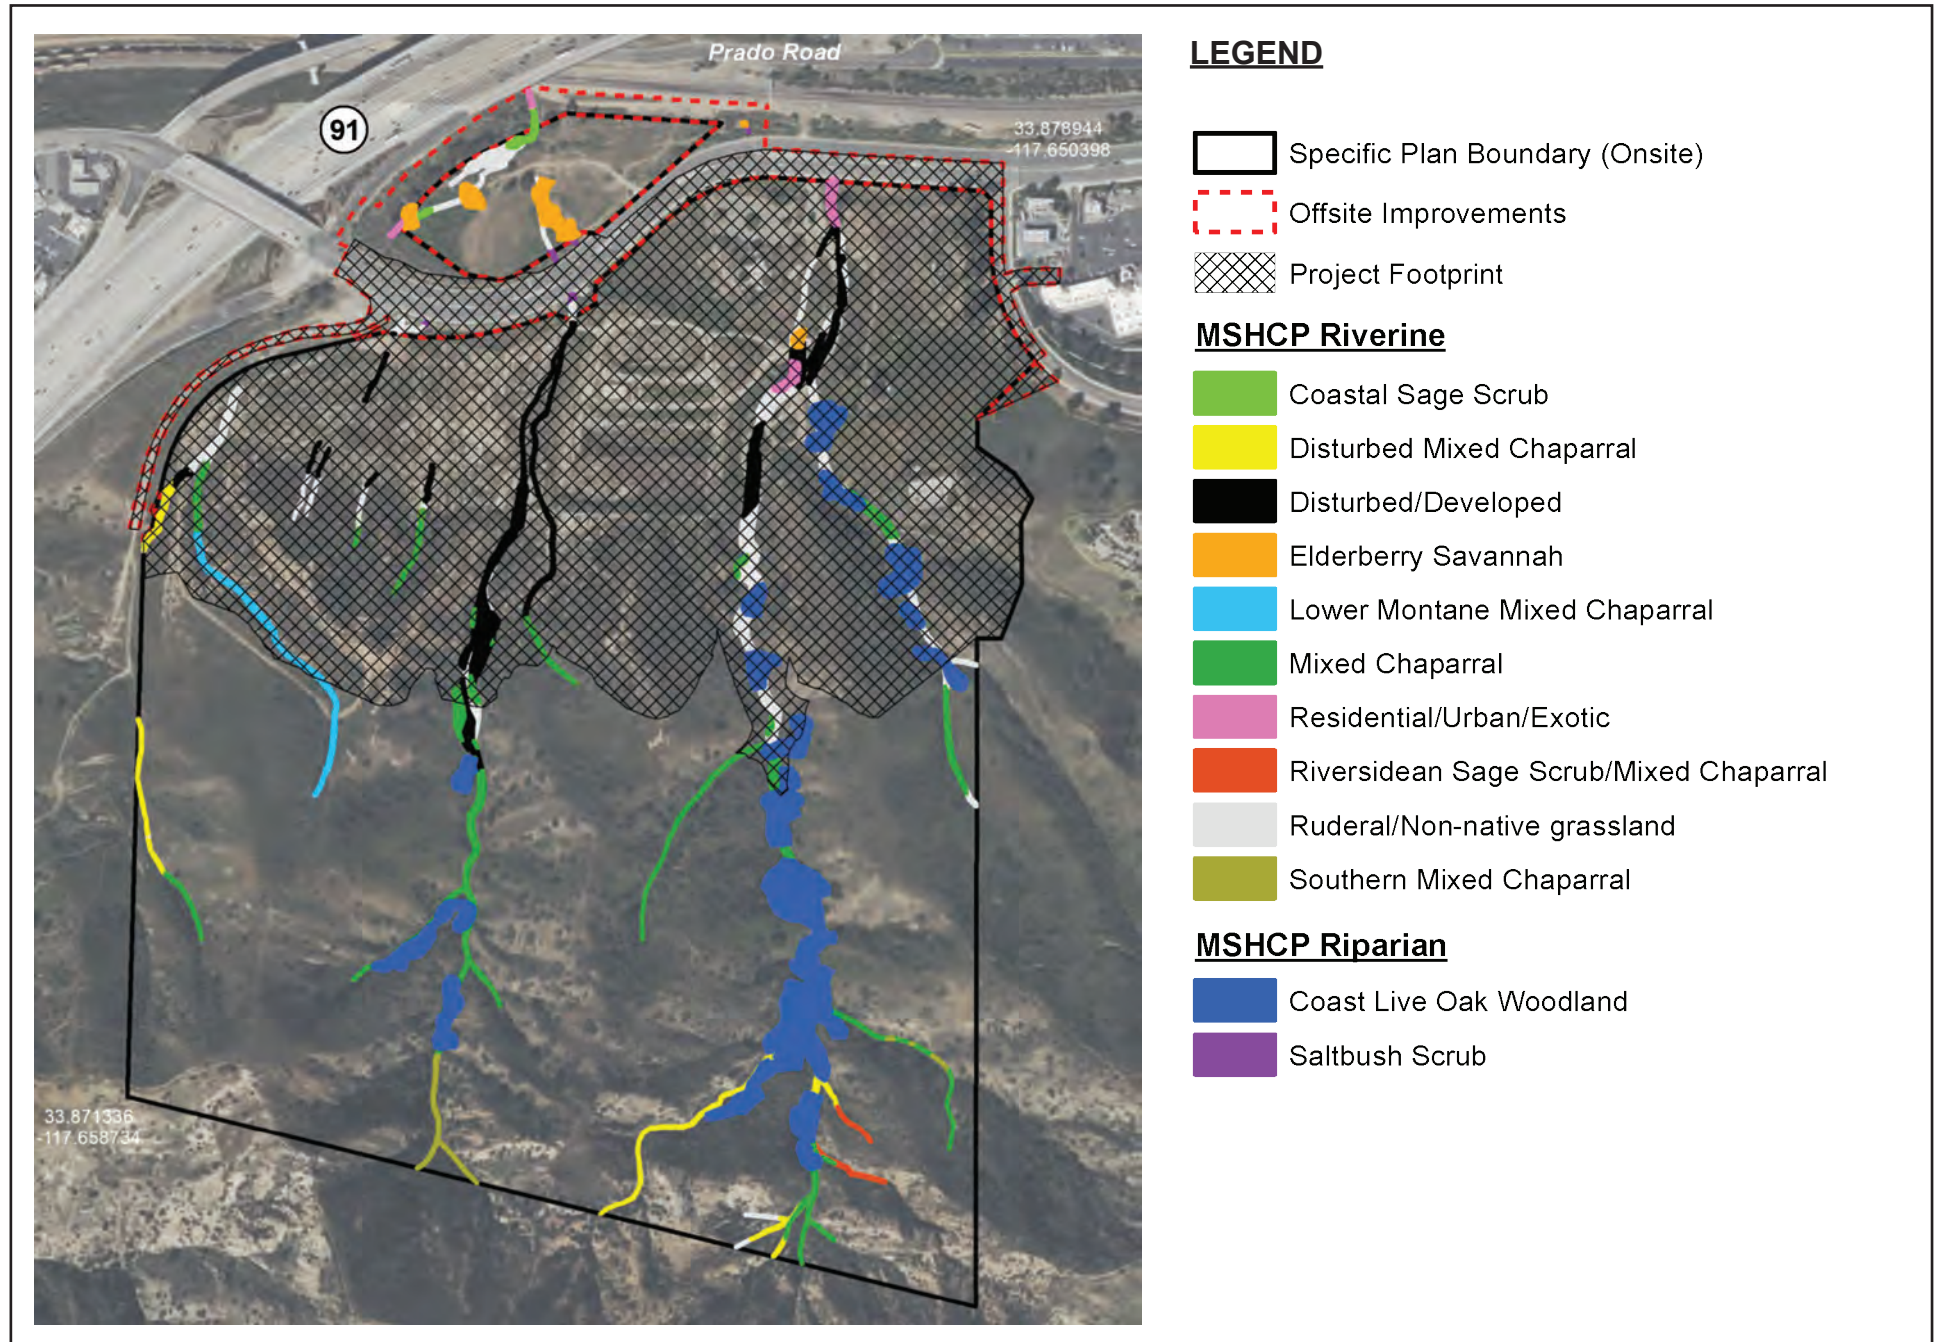 Prado Road
91
33.878944
-117.650398
33.871336
-117.658734
LEGEND
Specific Plan Boundary (Onsite)
Offsite Improvements
Project Footprint
MSHCP Riverine
Coastal Sage Scrub
Disturbed Mixed Chaparral
Disturbed/Developed
Elderberry Savannah
Lower Montane Mixed Chaparral
Mixed Chaparral
Residential/Urban/Exotic
Riversidean Sage Scrub/Mixed Chaparral
Ruderal/Non-native grassland
Southern Mixed Chaparral
MSHCP Riparian
Coast Live Oak Woodland
Saltbush Scrub